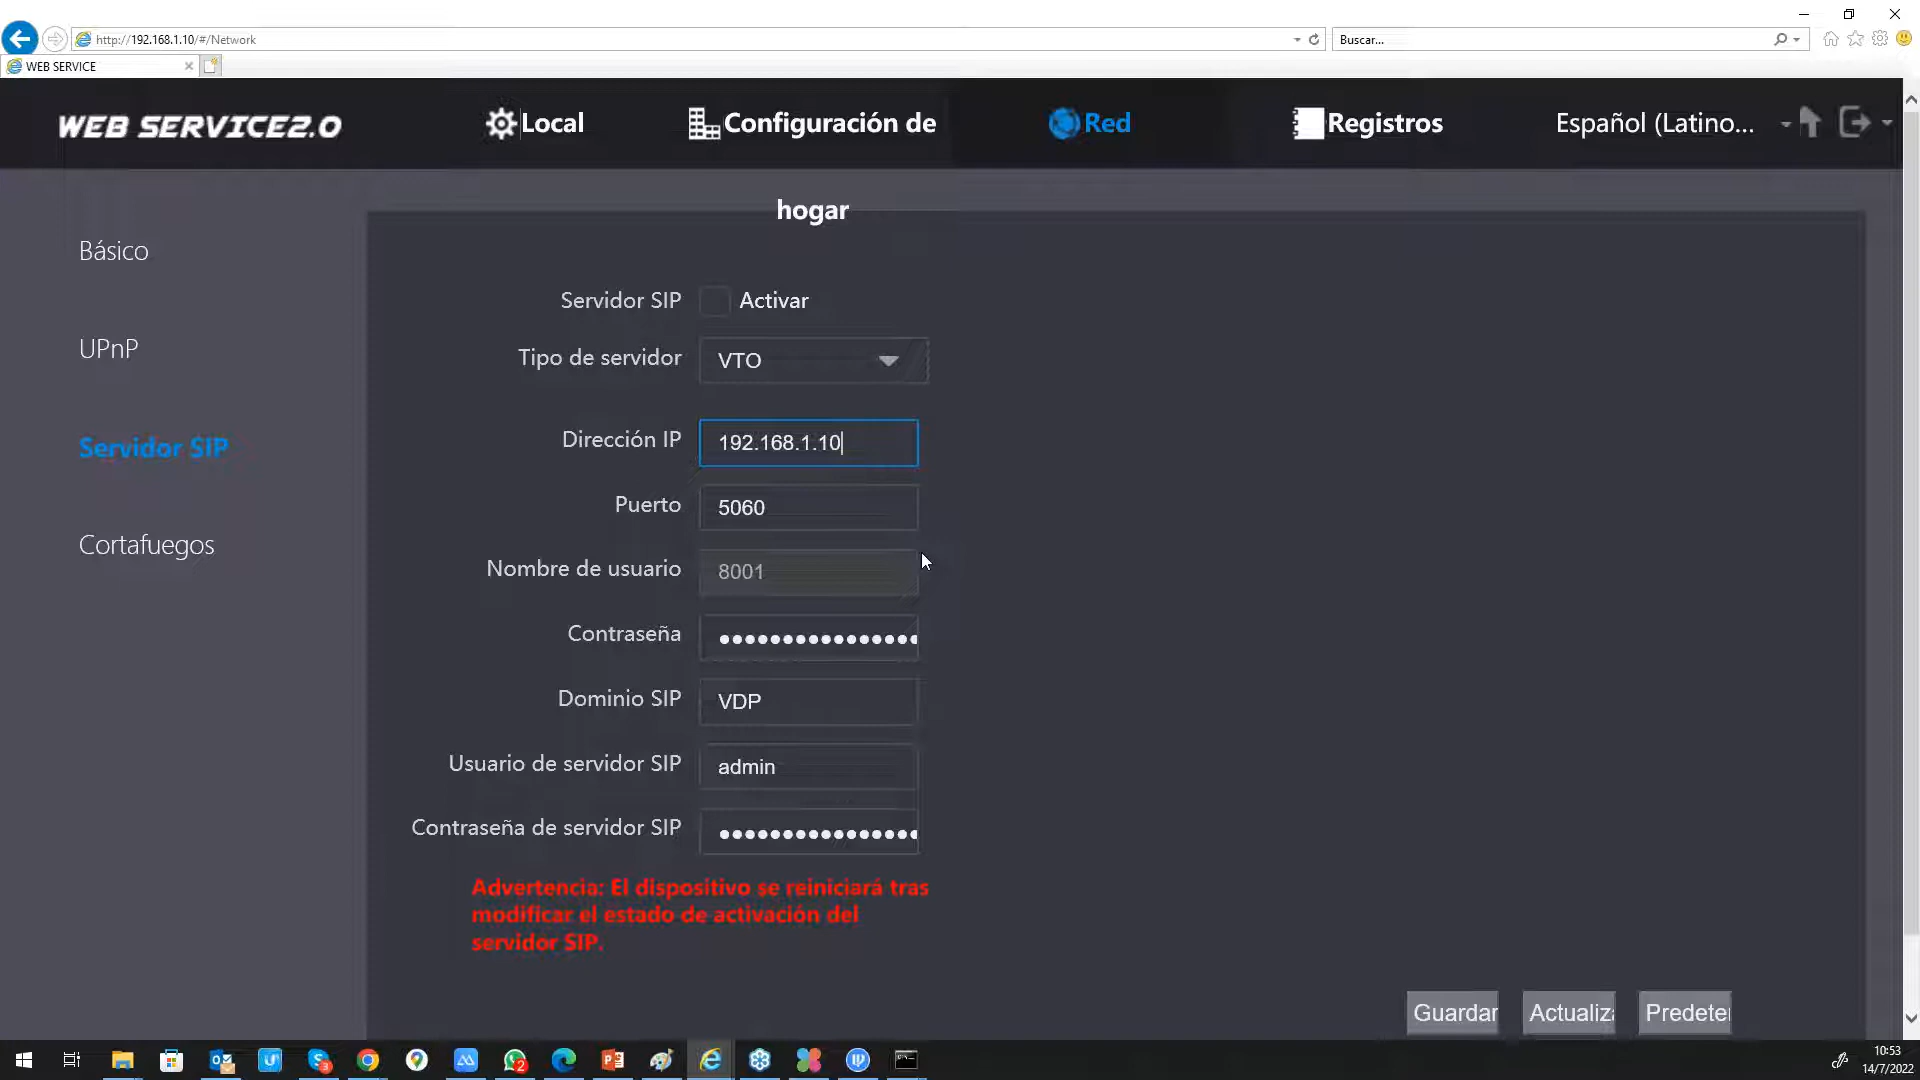 http://192.168.1.10/#/Network
Buscar...
WEB SERVICE
WEB SERVICE2.0
Local
Configuración de
hogar
Red
Registros
Español (Latino...
Básico
UPnP
Servidor SIP
Cortafuegos
Servidor SIP Activar
Tipo de servidor VTO
Dirección IP 192.168.1.10
Puerto 5060
Nombre de usuario 8001
Contraseña ●●●●●●●●●●●●●●●●
Dominio SIP VDP
Usuario de servidor SIP admin
Contraseña de servidor SIP ●●●●●●●●●●●●●●●●
Advertencia: El dispositivo se reiniciará tras
modificar el estado de activación del
servidor SIP.
Guardar Actualiza Predeter
10:53
14/7/2022